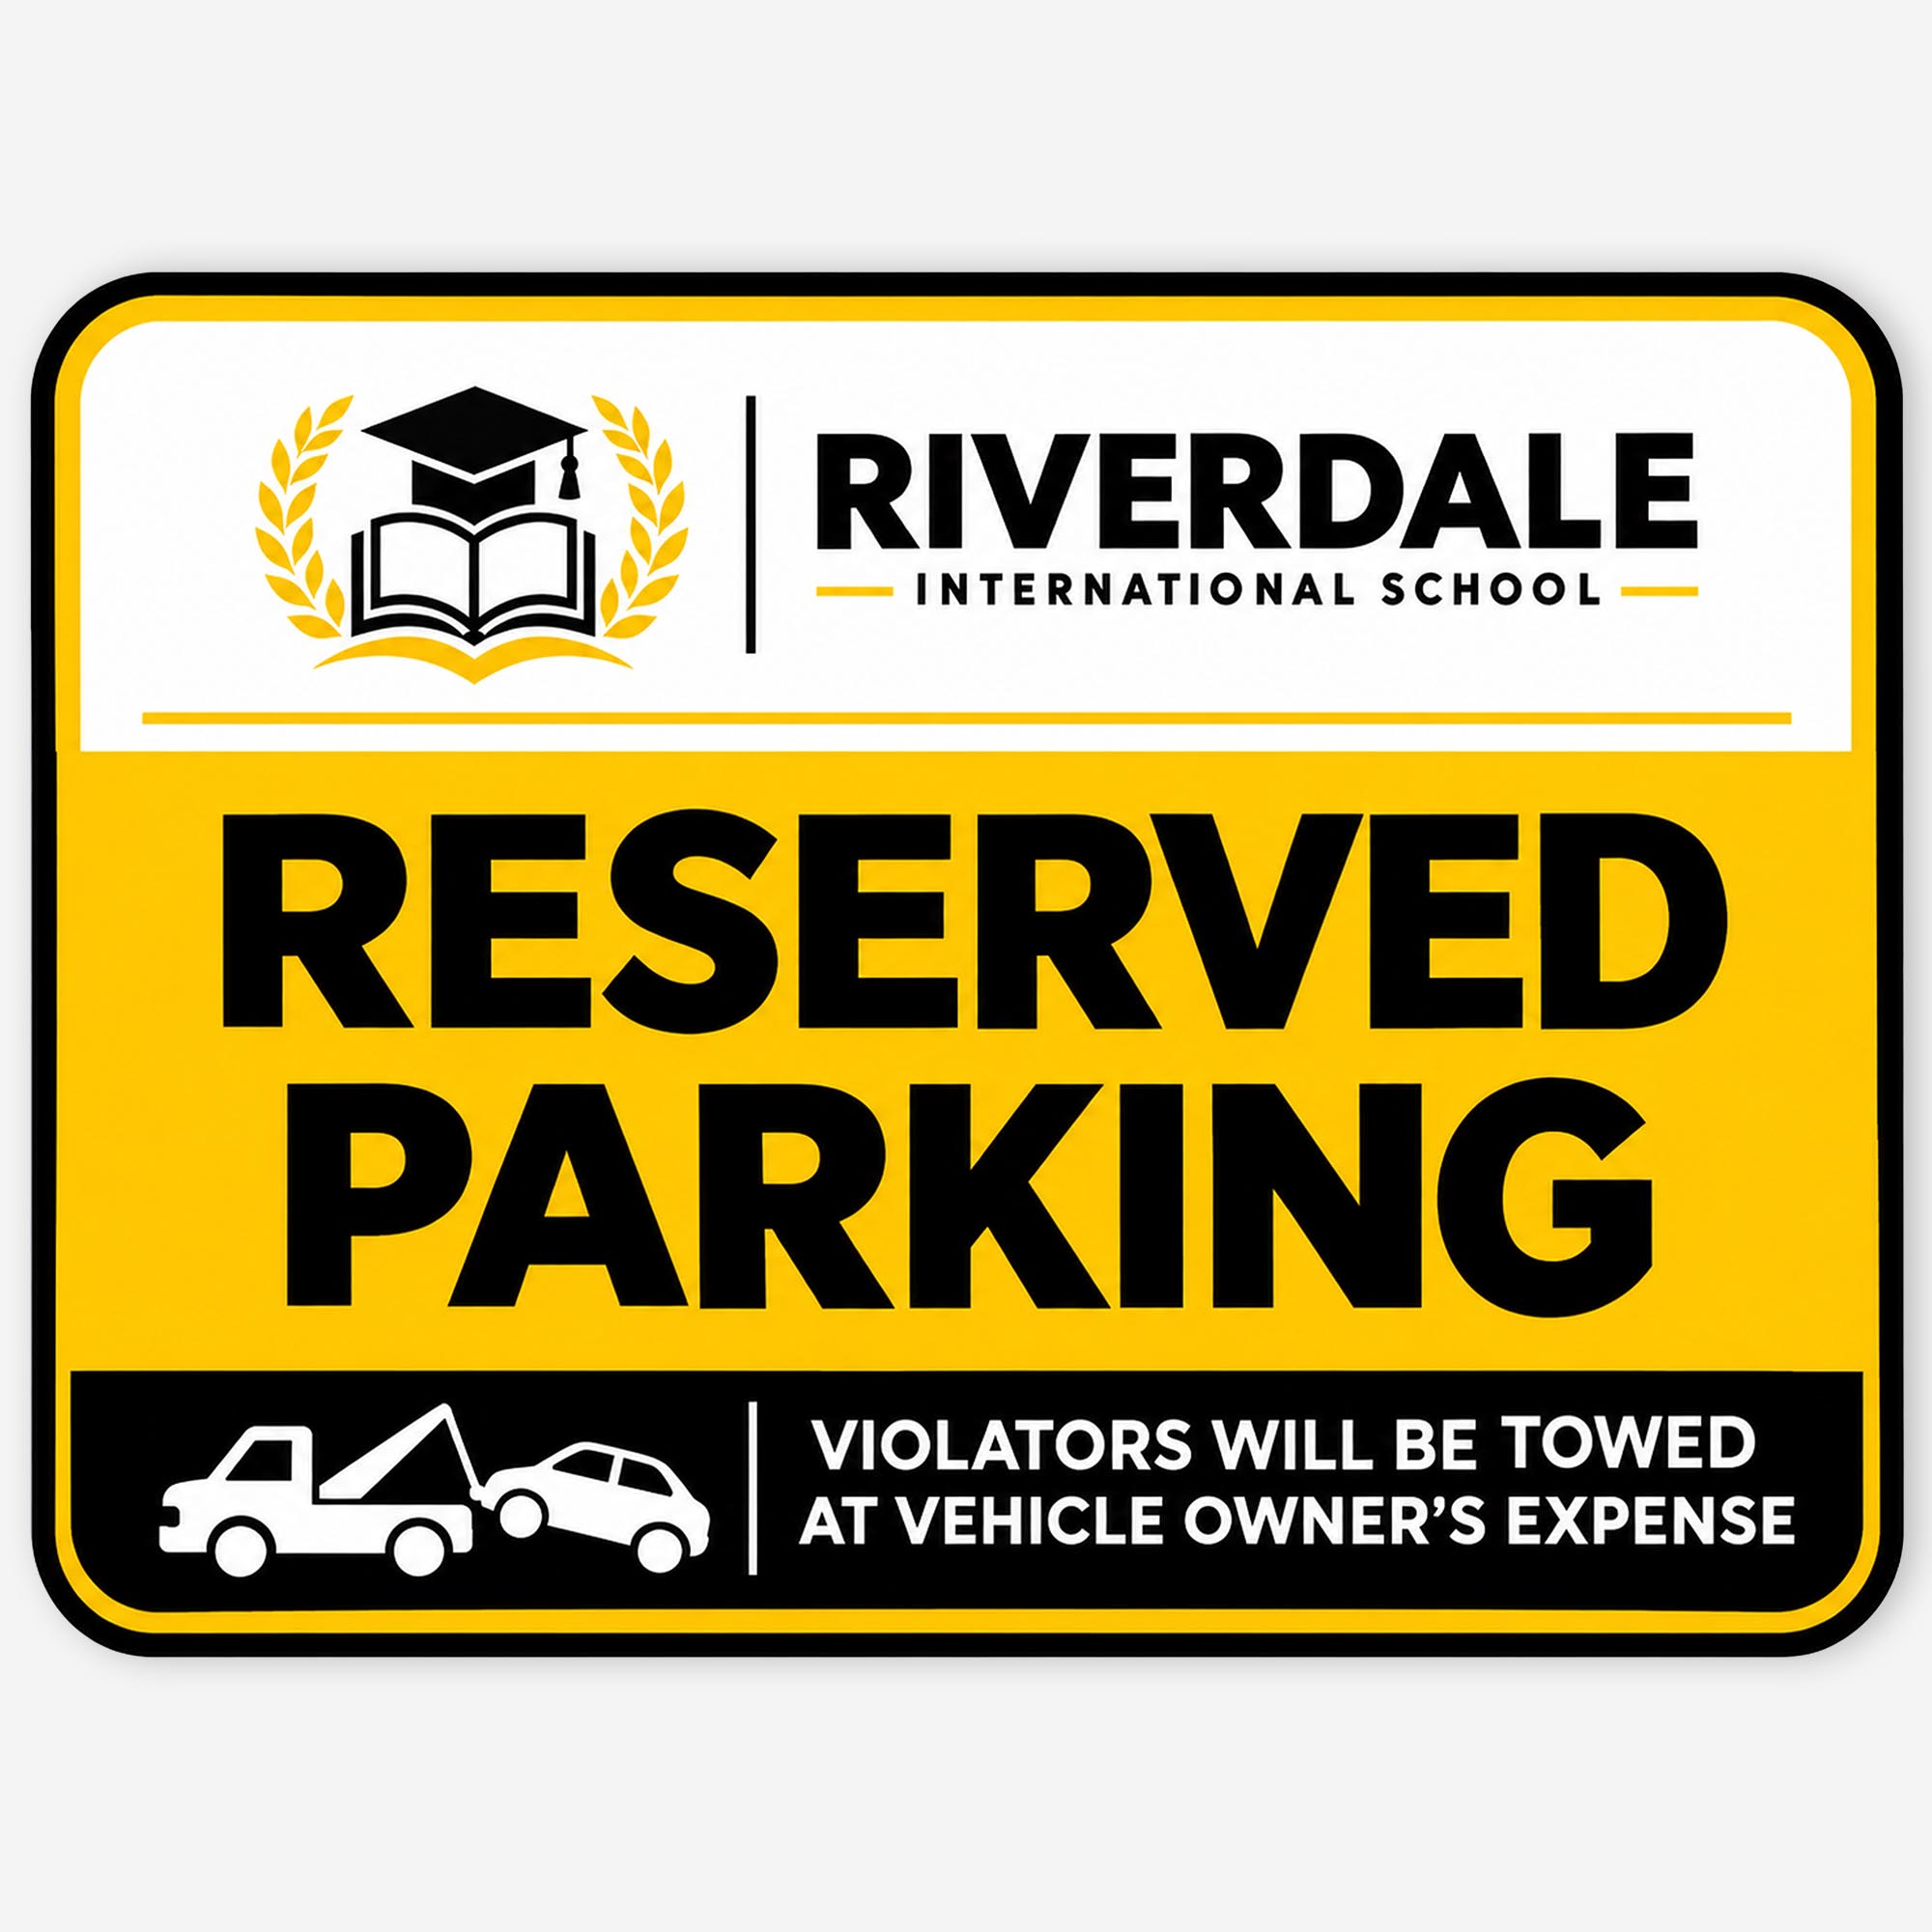 RIVERDALE
INTERNATIONAL SCHOOL
RESERVED
PARKING
VIOLATORS WILL BE TOWED
AT VEHICLE OWNER’S EXPENSE